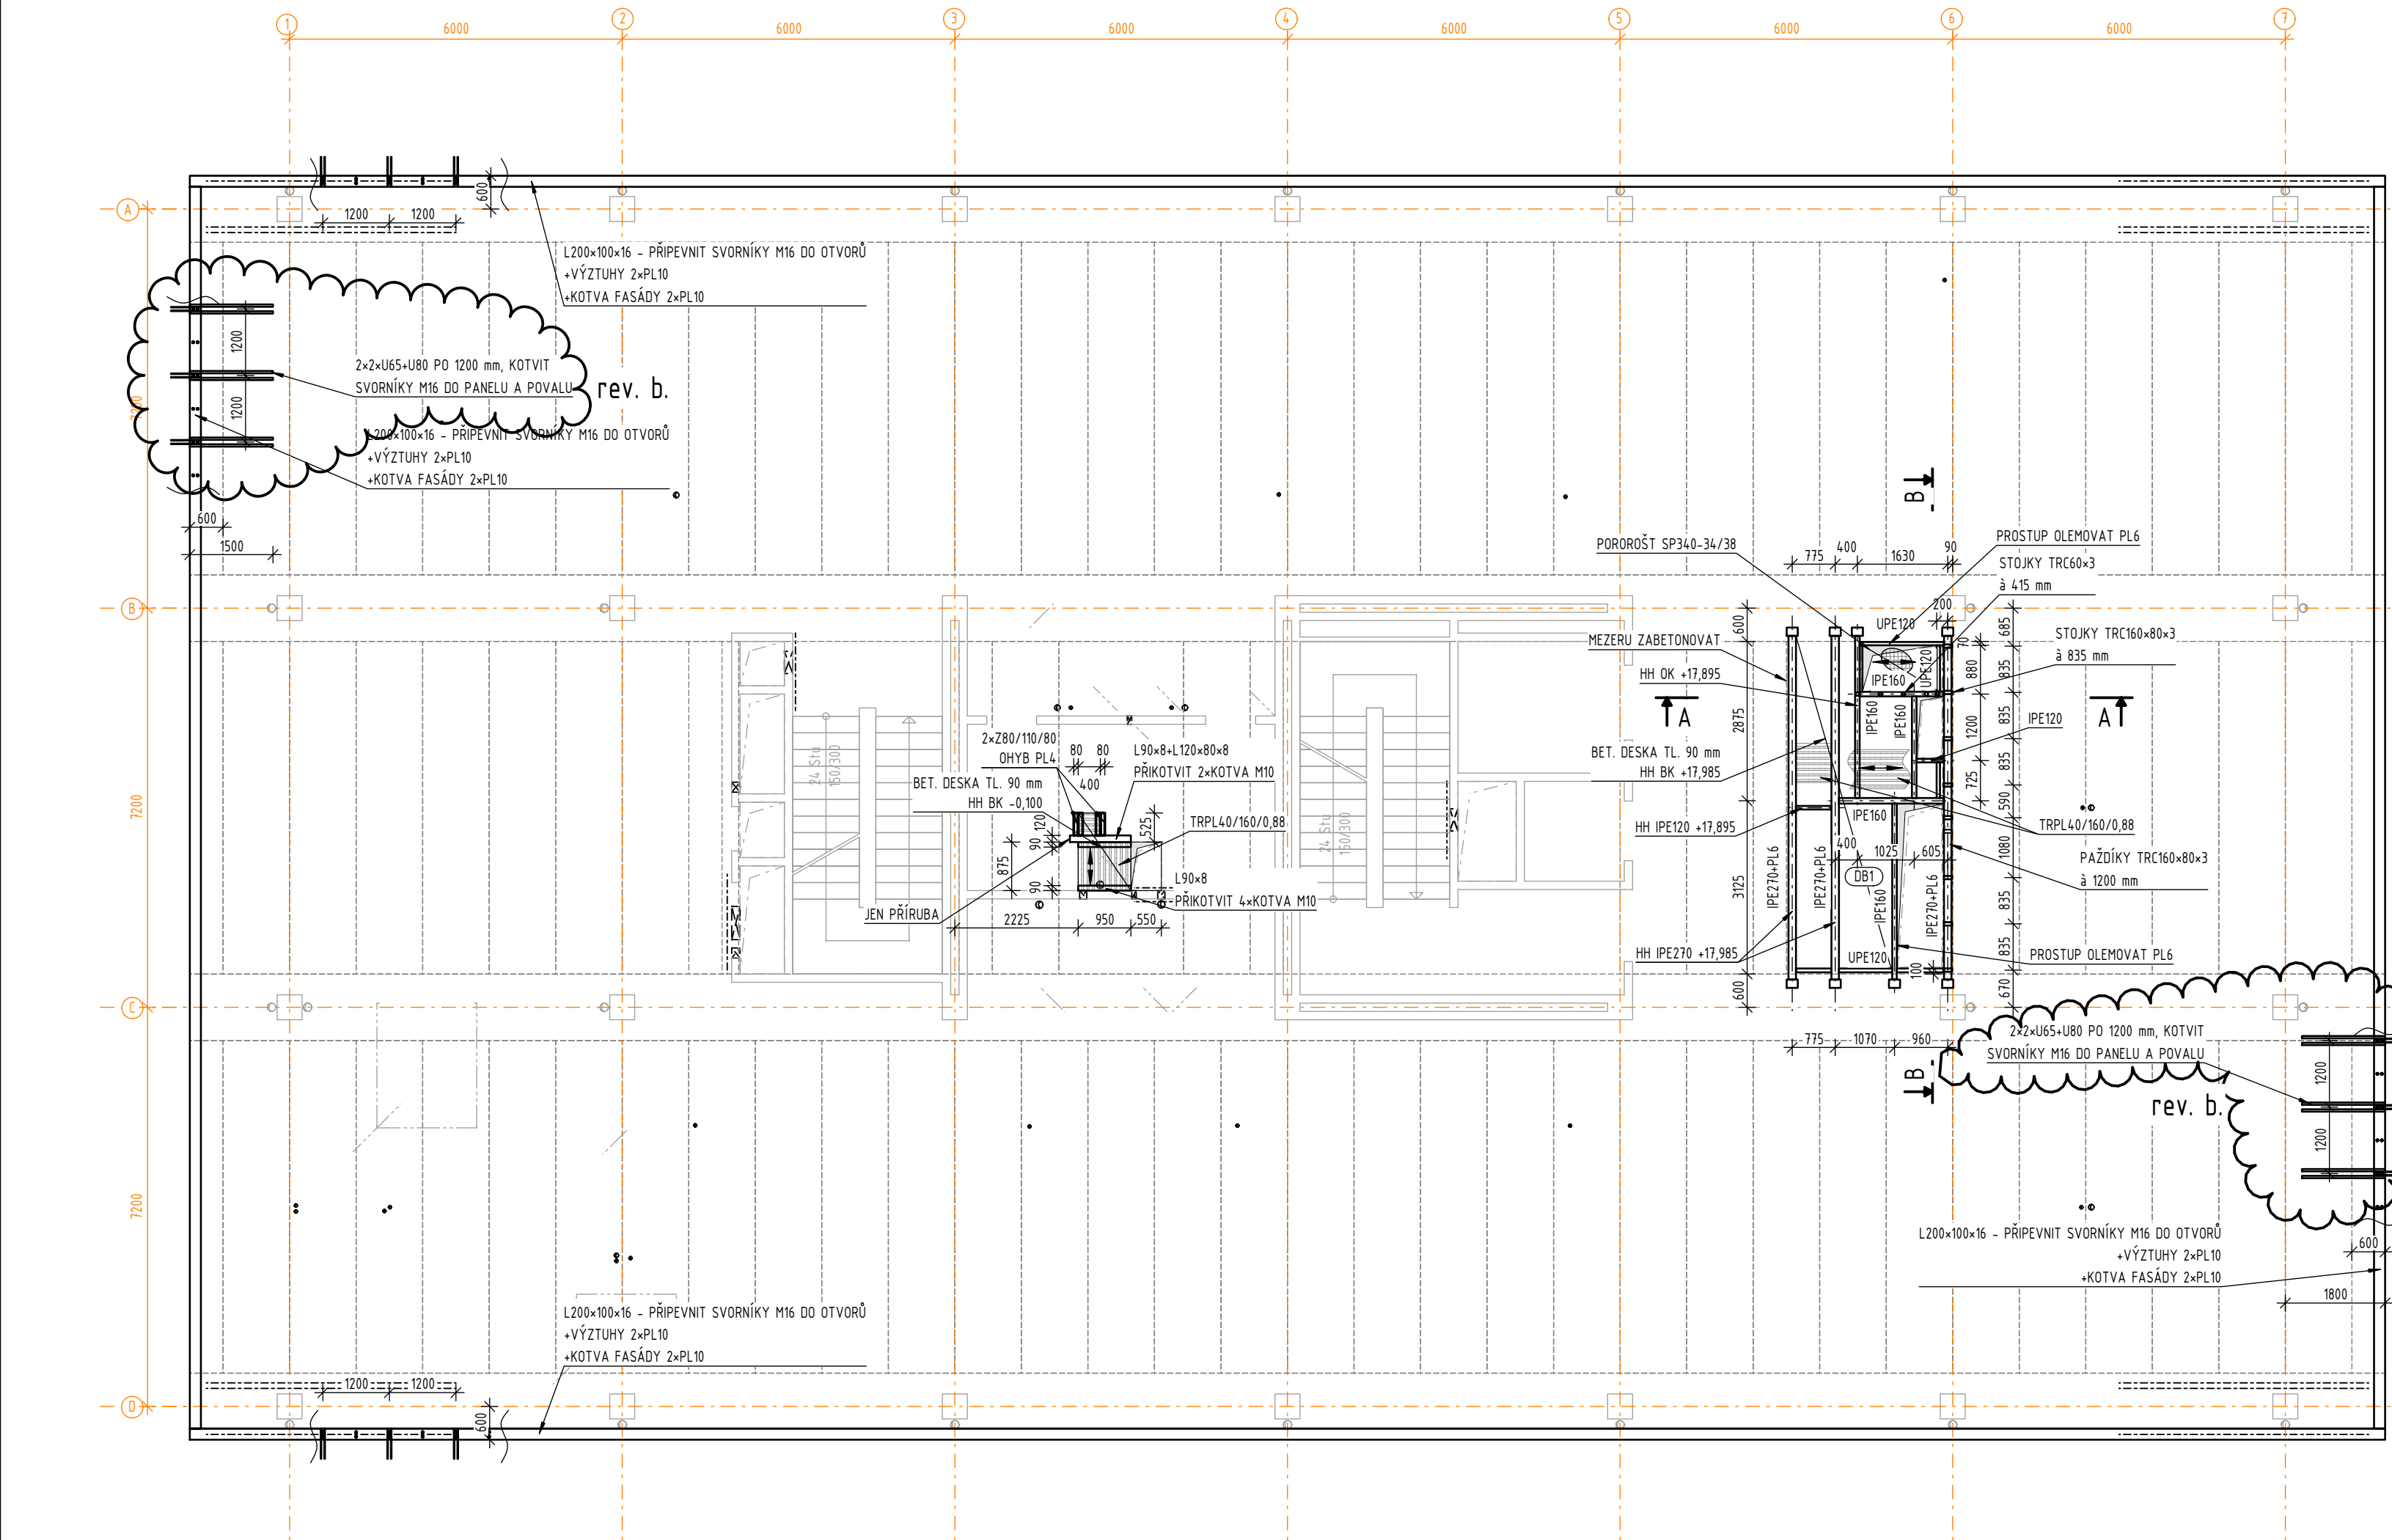 1
2
3
4
5
6
7
6000
6000
6000
6000
6000
6000
A
B
C
D
7200
7200
7200
600
1200
1200
L200×100×16 - PŘIPEVNIT SVORNÍKY M16 DO OTVORŮ
+VÝZTUHY 2×PL10
+KOTVA FASÁDY 2×PL10
1200
1200
2×2×U65+U80 PO 1200 mm, KOTVIT
SVORNÍKY M16 DO PANELU A POVALU
rev. b.
L200×100×16 - PŘIPEVNIT SVORNÍKY M16 DO OTVORŮ
+VÝZTUHY 2×PL10
+KOTVA FASÁDY 2×PL10
600
1500
24 Stu
150/300
2×Z80/110/80
OHYB PL4
80
80
400
L90×8+L120×80×8
PŘIKOTVIT 2×KOTVA M10
BET. DESKA TL. 90 mm
HH BK -0,100
120
90
875
90
525
TRPL40/160/0,88
L90×8
PŘIKOTVIT 4×KOTVA M10
JEN PŘÍRUBA
2225
950
550
24 Stu
150/300
B
POROROŠT SP340-34/38
775
400
1630
90
PROSTUP OLEMOVAT PL6
STOJKY TRC60×3
à 415 mm
200
UPE120
600
685
70
MEZERU ZABETONOVAT
STOJKY TRC160×80×3
à 835 mm
HH OK +17,895
IPE160
UPE120
880
835
A
A
2875
IPE160
IPE160
1200
835
IPE120
BET. DESKA TL. 90 mm
HH BK +17,985
725
835
590
HH IPE120 +17,895
IPE160
TRPL40/160/0,88
400
1025
605
1080
DB1
PAŽDÍKY TRC160×80×3
à 1200 mm
3125
IPE270+PL6
IPE270+PL6
IPE160
IPE270+PL6
835
835
HH IPE270 +17,985
UPE120
100
PROSTUP OLEMOVAT PL6
600
670
775
1070
960
B
2×2×U65+U80 PO 1200 mm, KOTVIT
SVORNÍKY M16 DO PANELU A POVALU
rev. b.
1200
1200
L200×100×16 - PŘIPEVNIT SVORNÍKY M16 DO OTVORŮ
+VÝZTUHY 2×PL10
+KOTVA FASÁDY 2×PL10
600
1800
L200×100×16 - PŘIPEVNIT SVORNÍKY M16 DO OTVORŮ
+VÝZTUHY 2×PL10
+KOTVA FASÁDY 2×PL10
1200
1200
600